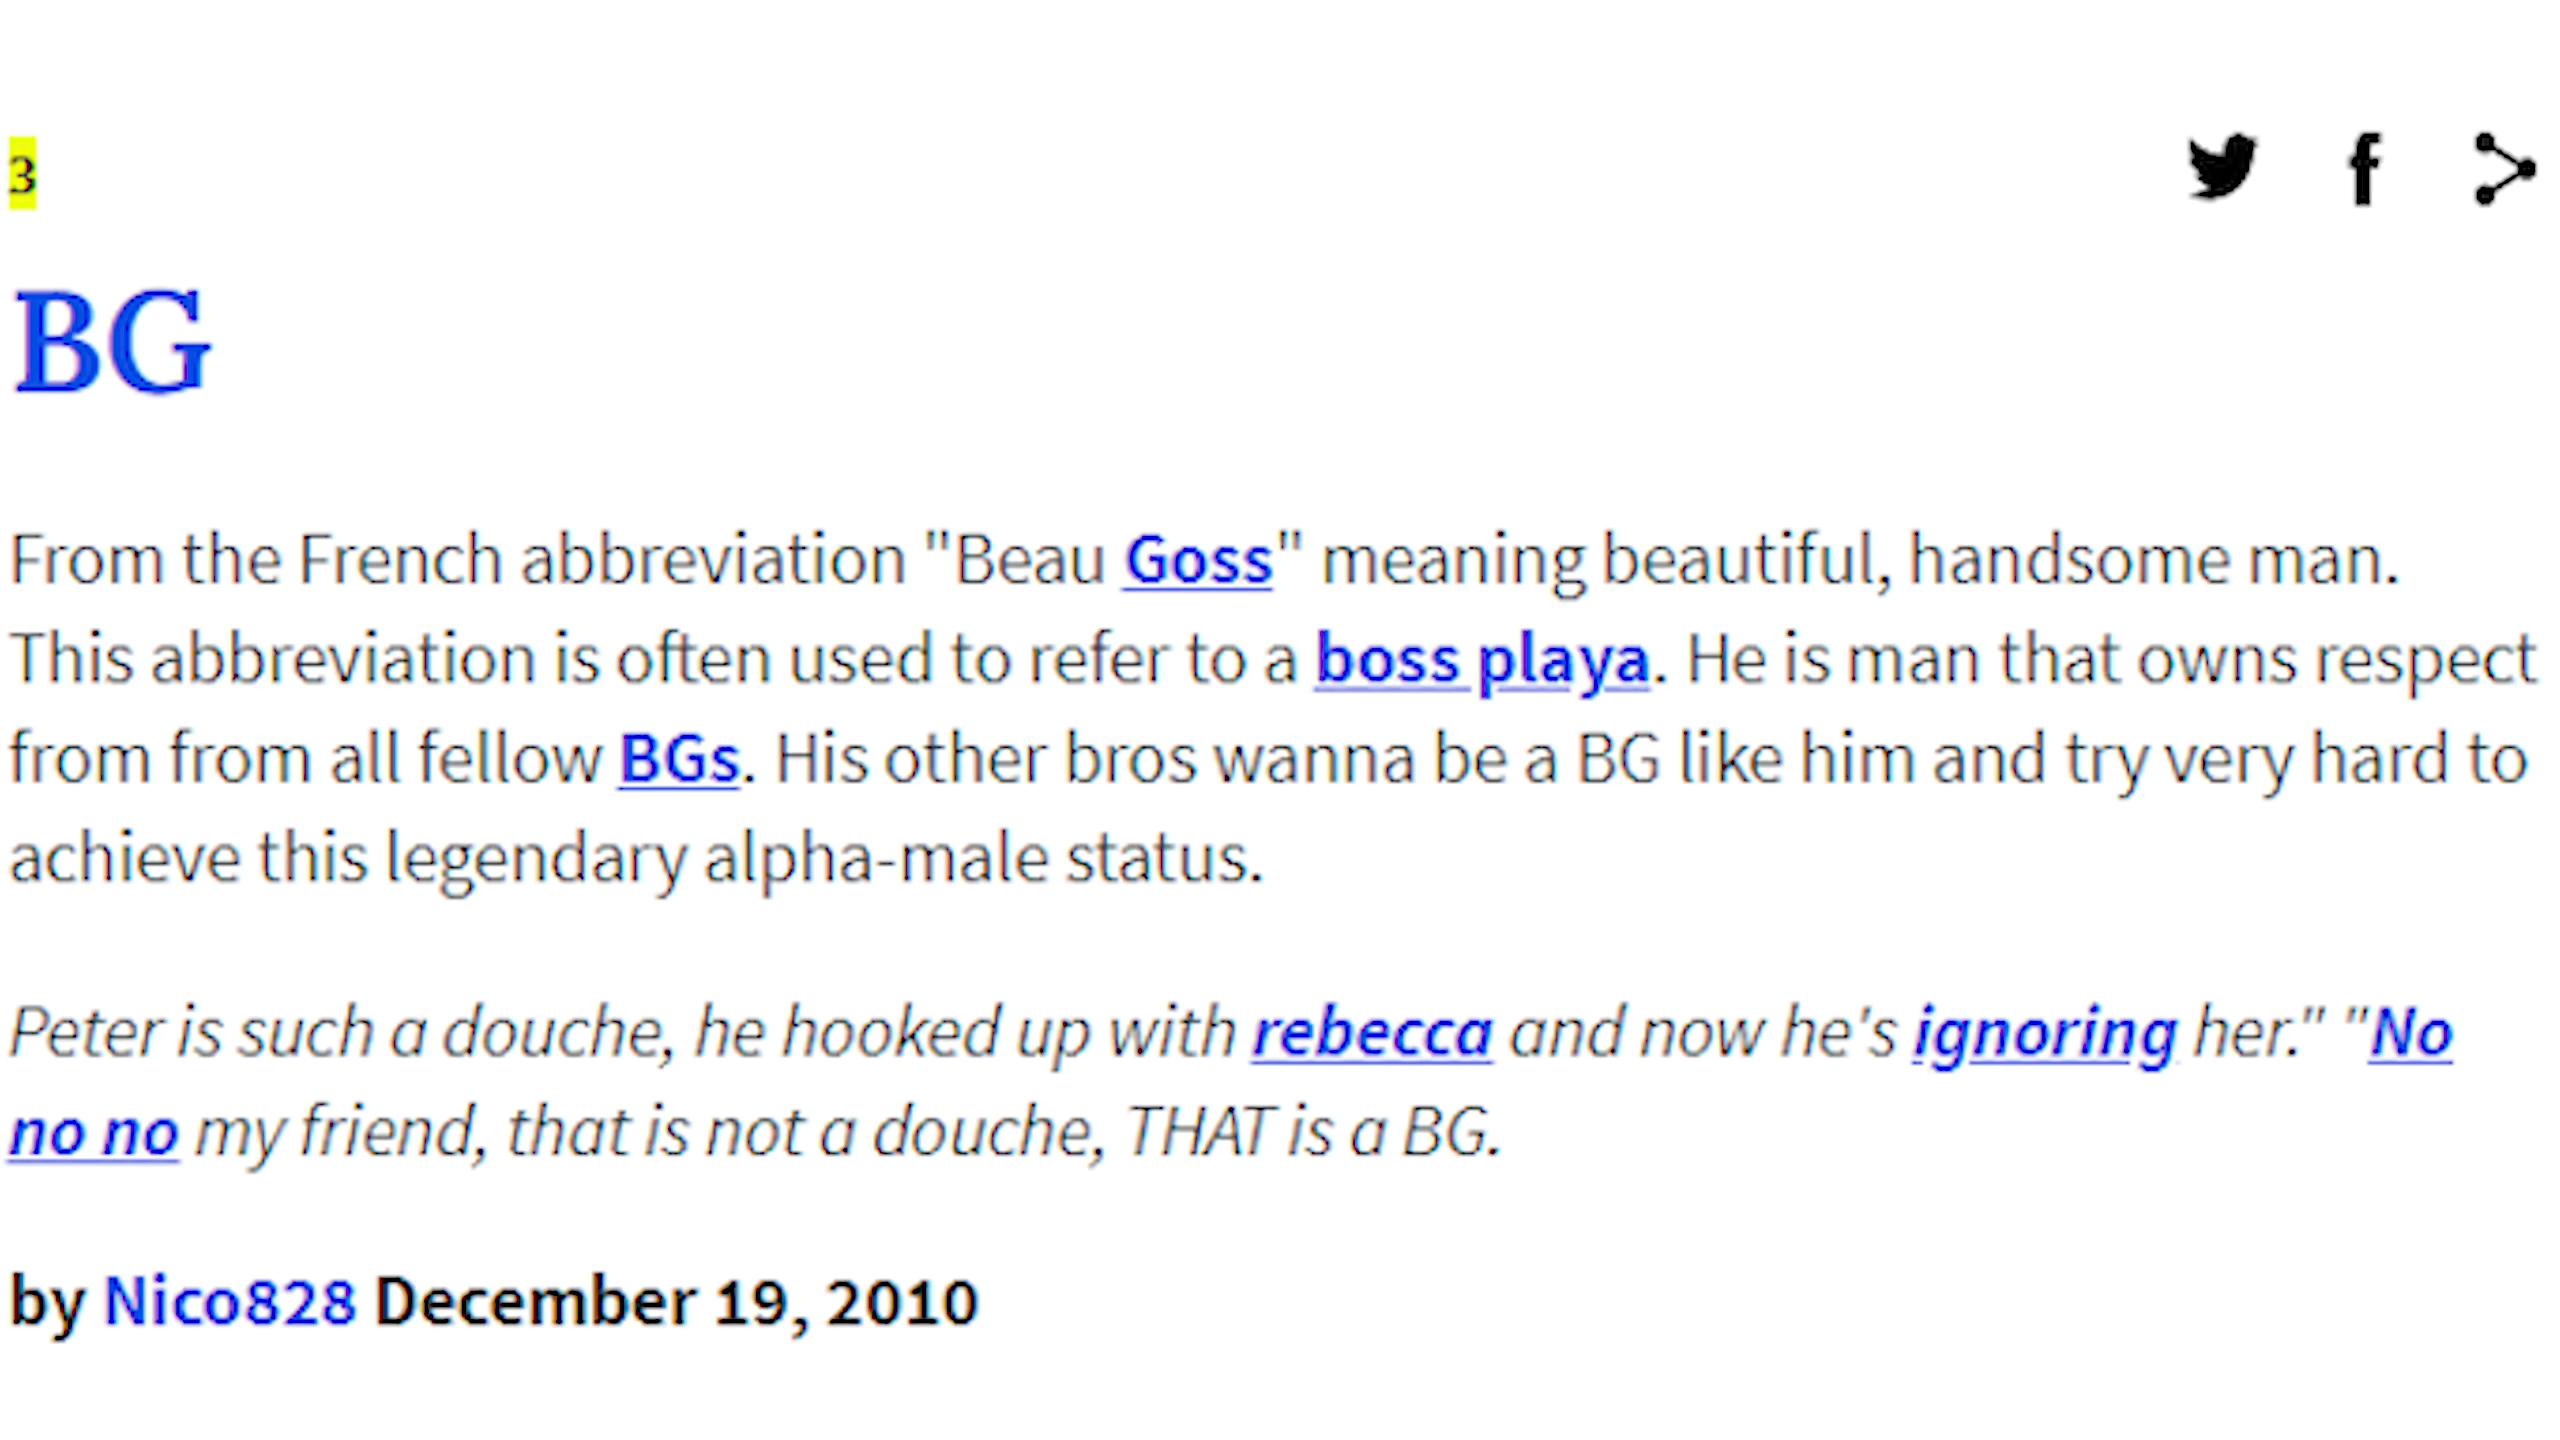 3
BG
From the French abbreviation "Beau Goss" meaning beautiful, handsome man.
This abbreviation is often used to refer to a boss playa. He is man that owns respect
from from all fellow BGs. His other bros wanna be a BG like him and try very hard to
achieve this legendary alpha-male status.
Peter is such a douche, he hooked up with rebecca and now he's ignoring her." "No
no no my friend, that is not a douche, THAT is a BG.
by Nico828 December 19, 2010